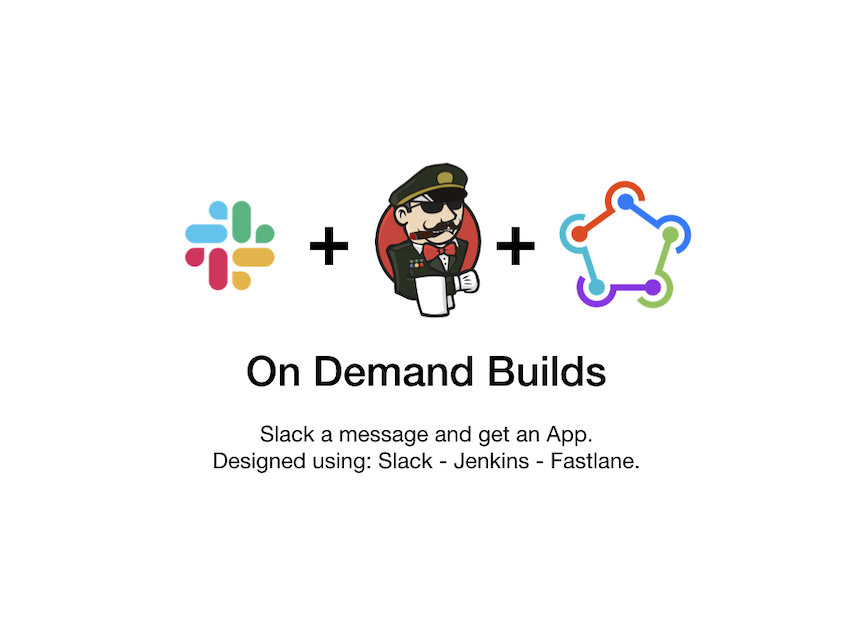 + +
On Demand Builds
Slack a message and get an App.
Designed using: Slack - Jenkins - Fastlane.